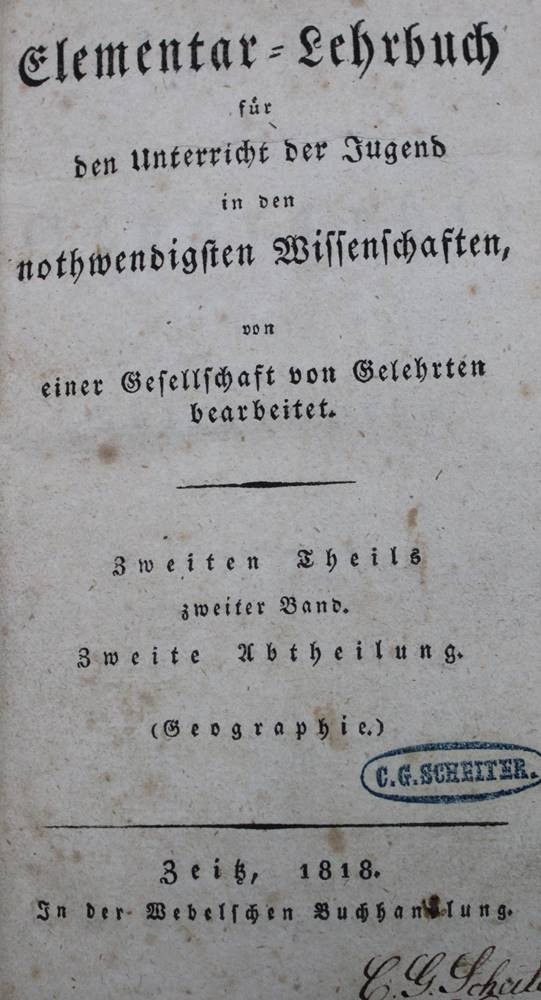 Elementar-Lehrbuch
für
den Unterricht der Jugend
in den
nothwendigsten Wissenschaften,
von
einer Gesellschaft von Gelehrten
bearbeitet.
Zweiten Theils
zweiter Band.
Zweite Abtheilung.
(Geographie.)
C.G.SCHEITER.
Zeitz, 1818.
In der Webelschen Buchhandlung.
C. G. Scheit